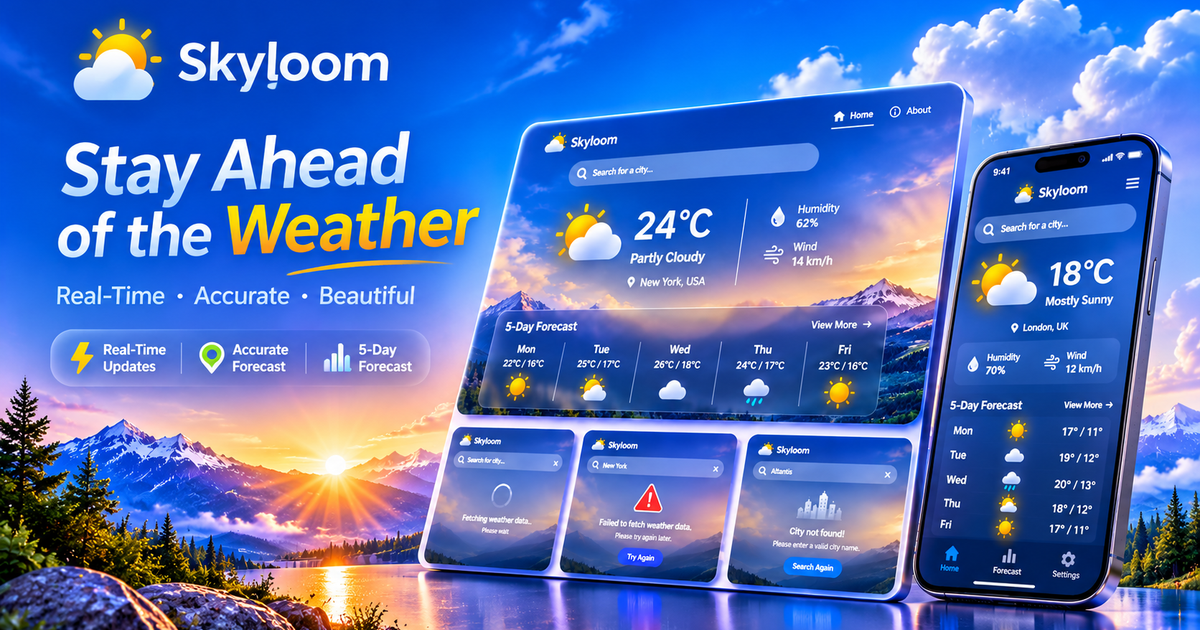 Skyloom
Stay Ahead
of the Weather
Real-Time • Accurate • Beautiful
Real-Time
Updates
Accurate
Forecast
5-Day
Forecast
Skyloom
Home
About
Search for a city...
24°C
Partly Cloudy
New York, USA
Humidity
62%
Wind
14 km/h
5-Day Forecast
View More →
Mon
22°C / 16°C
Tue
25°C / 17°C
Wed
26°C / 18°C
Thu
24°C / 17°C
Fri
23°C / 16°C
Skyloom
Search for city...
Fetching weather data..
Please wait
Skyloom
New York
Failed to fetch weather data.
Please try again later.
Try Again
Skyloom
Atlantis
City not found!
Please enter a valid city name.
Search Again
9:41
Skyloom
Search for a city...
18°C
Mostly Sunny
London, UK
Humidity
70%
Wind
12 km/h
5-Day Forecast
View More →
Mon 17° / 11°
Tue 19° / 12°
Wed 20° / 13°
Thu 18° / 12°
Fri 17° / 11°
Home
Forecast
Settings